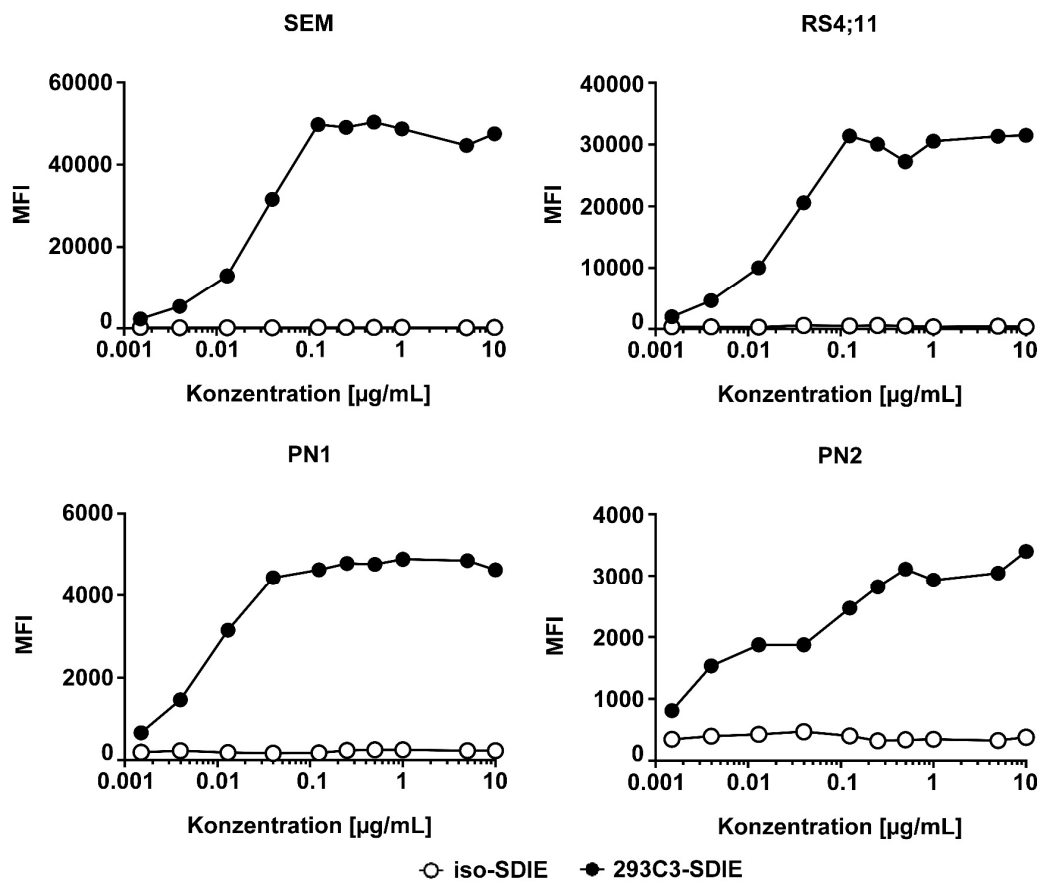 SEM
60000
40000
20000
0
MFI
0.001 0.01 0.1 1 10
Konzentration [µg/mL]
RS4;11
40000
30000
20000
10000
0
MFI
0.001 0.01 0.1 1 10
Konzentration [µg/mL]
PN1
6000
4000
2000
0
MFI
0.001 0.01 0.1 1 10
Konzentration [µg/mL]
PN2
4000
3000
2000
1000
0
MFI
0.001 0.01 0.1 1 10
Konzentration [µg/mL]
iso-SDIE 293C3-SDIE